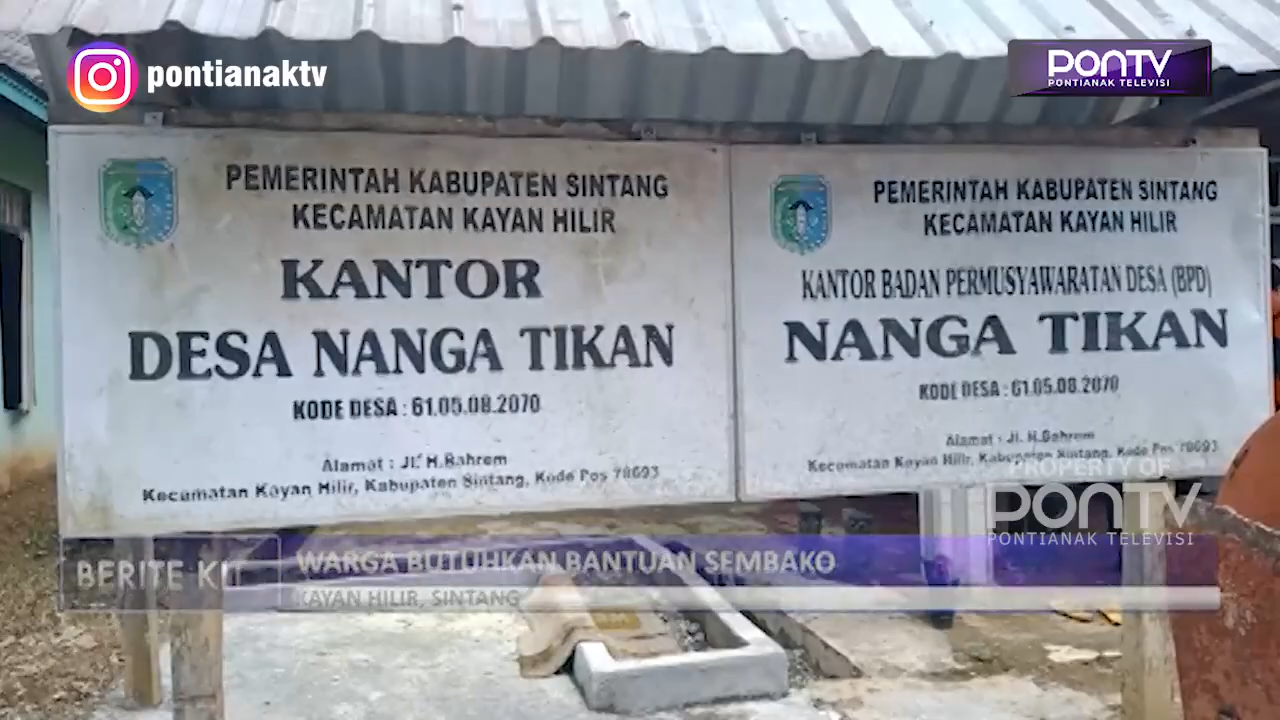 pontianaktv
PONTV
PONTIANAK TELEVISI
PEMERINTAH KABUPATEN SINTANG
KECAMATAN KAYAN HILIR
KANTOR
DESA NANGA TIKAN
KODE DESA : 61.05.08.2070
Alamat : Jl. H.Bahrem
Kecamatan Kayan Hilir, Kabupaten Sintang, Kode Pos 78693
PEMERINTAH KABUPATEN SINTANG
KECAMATAN KAYAN HILIR
KANTOR BADAN PERMUSYAWARATAN DESA (BPD)
NANGA TIKAN
KODE DESA : 61.05.08.2070
Alamat : Jl. H.Bahrem
Kecamatan Kayan Hilir, Kabupaten Sintang, Kode Pos 78693
PROPERTY OF
PONTV
PONTIANAK TELEVISI
BERITE KIT
WARGA BUTUHKAN BANTUAN SEMBAKO
KAYAN HILIR, SINTANG